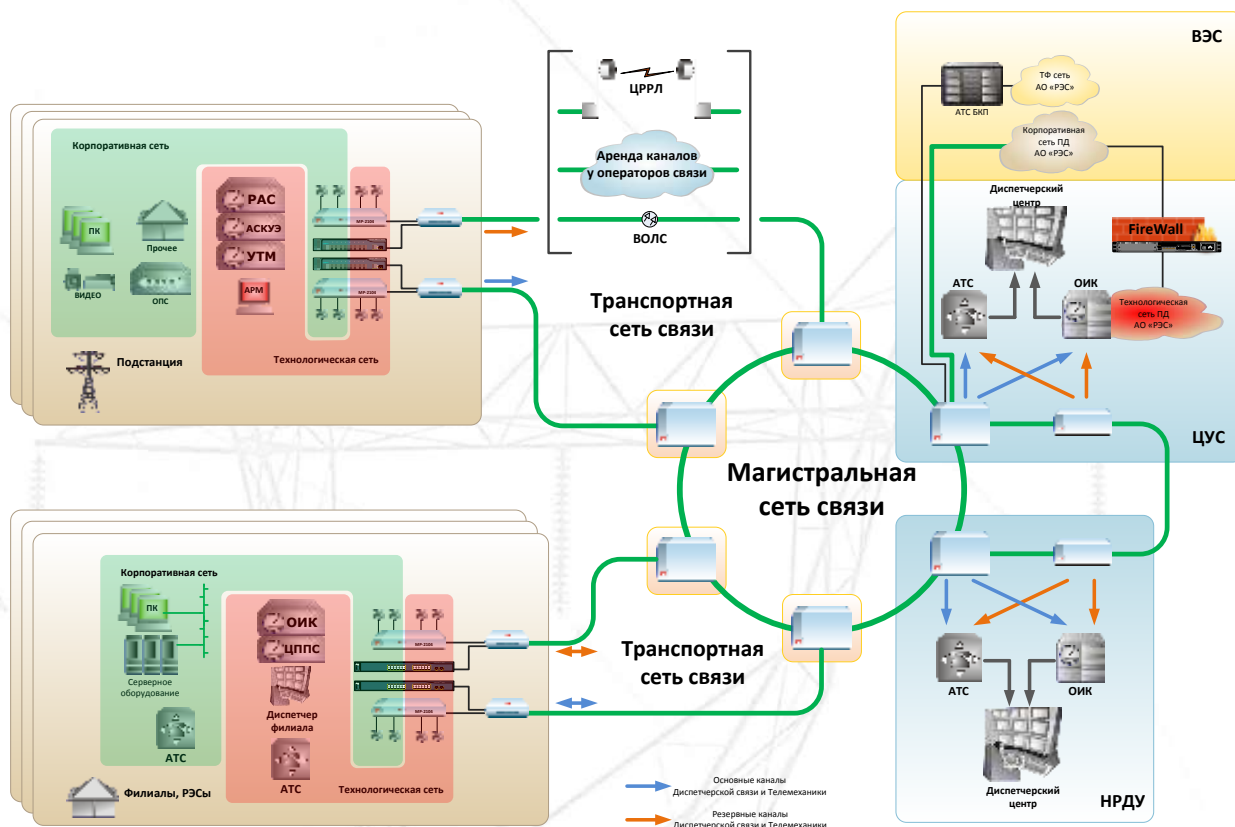 Корпоративная сеть
ПК
Прочее
ВИДЕО
ОПС
РАС
АСКУЭ
УТМ
АРМ
МР-2100
МР-2100
Технологическая сеть
Подстанция
ЦРРЛ
Аренда каналов
у операторов связи
ВОЛС
Транспортная
сеть связи
ВЭС
ТФ сеть
АО «РЭС»
АТС БКП
Корпоративная
сеть ПД
АО «РЭС»
Диспетчерский
центр
FireWall
АТС
ОИК
Технологическая
сеть ПД
АО «РЭС»
ЦУС
Магистральная
сеть связи
Корпоративная сеть
ПК
Серверное
оборудование
АТС
ОИК
ЦППС
Диспетчер
филиала
АТС
Технологическая сеть
Филиалы, РЭСы
Транспортная
сеть связи
АТС
ОИК
Диспетчерский
центр
НРДУ
Основные каналы
Диспетчерской связи и Телемеханики
Резервные каналы
Диспетчерской связи и Телемеханики